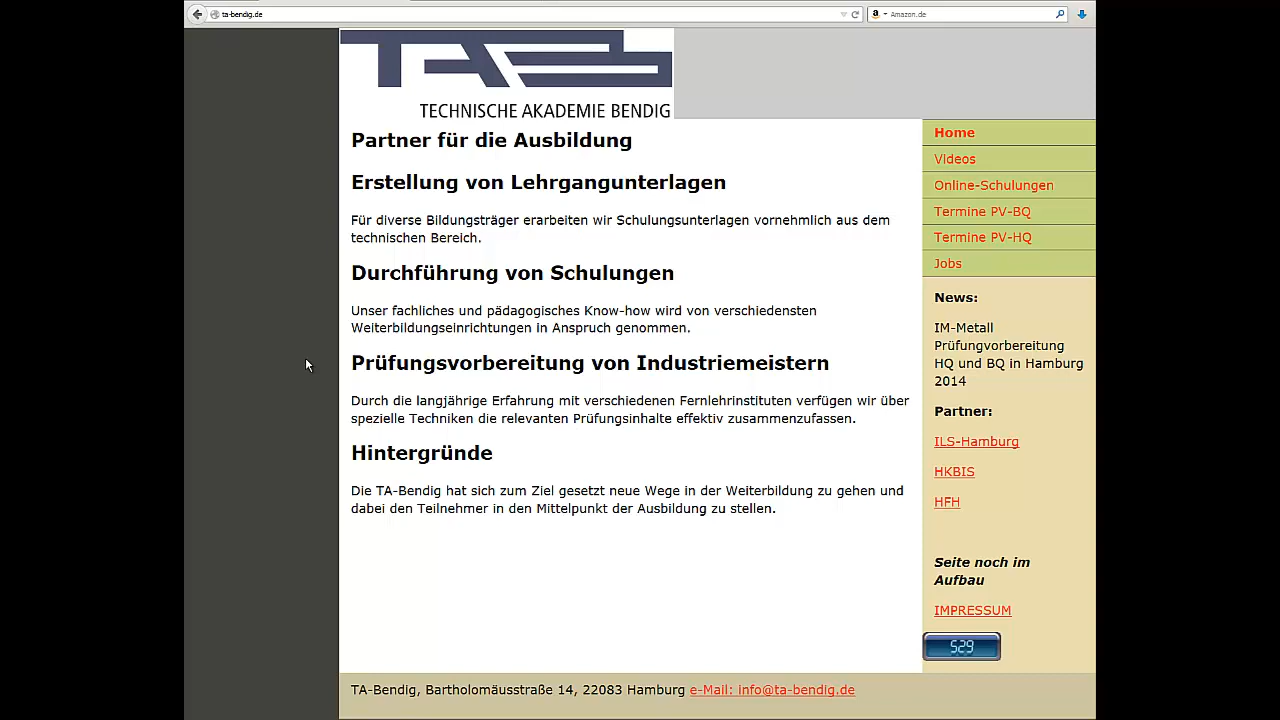 ta-bendig.de
Amazon.de
TAB
TECHNISCHE AKADEMIE BENDIG
Partner für die Ausbildung
Erstellung von Lehrgangunterlagen
Für diverse Bildungsträger erarbeiten wir Schulungsunterlagen vornehmlich aus dem
technischen Bereich.
Durchführung von Schulungen
Unser fachliches und pädagogisches Know-how wird von verschiedensten
Weiterbildungseinrichtungen in Anspruch genommen.
Prüfungsvorbereitung von Industriemeistern
Durch die langjährige Erfahrung mit verschiedenen Fernlehrinstituten verfügen wir über
spezielle Techniken die relevanten Prüfungsinhalte effektiv zusammenzufassen.
Hintergründe
Die TA-Bendig hat sich zum Ziel gesetzt neue Wege in der Weiterbildung zu gehen und
dabei den Teilnehmer in den Mittelpunkt der Ausbildung zu stellen.
Home
Videos
Online-Schulungen
Termine PV-BQ
Termine PV-HQ
Jobs
News:
IM-Metall
Prüfungvorbereitung
HQ und BQ in Hamburg
2014
Partner:
ILS-Hamburg
HKBIS
HFH
Seite noch im
Aufbau
IMPRESSUM
529
TA-Bendig, Bartholomäusstraße 14, 22083 Hamburg e-Mail: info@ta-bendig.de